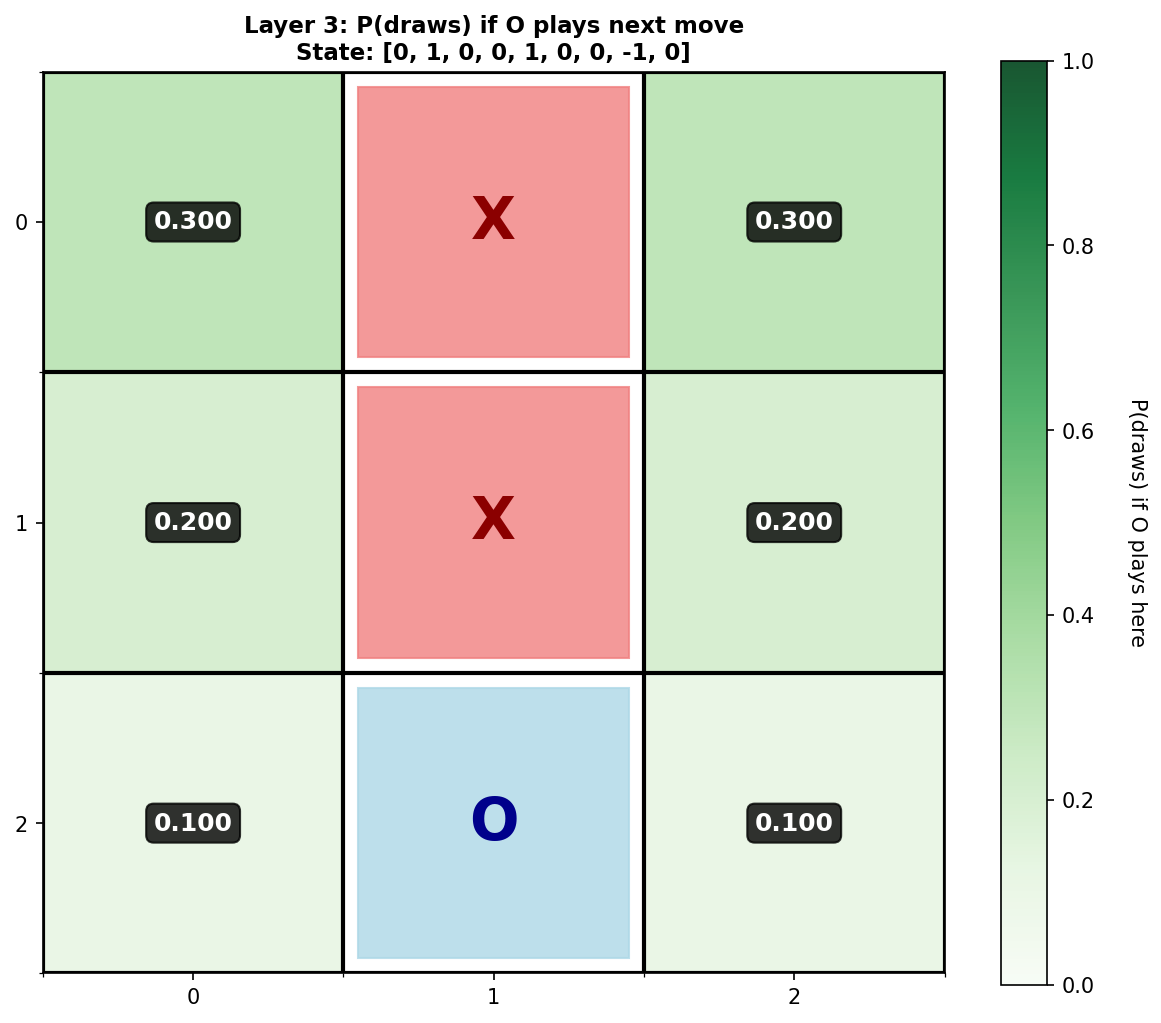 Layer 3: P(draws) if O plays next move
State: [0, 1, 0, 0, 1, 0, 0, -1, 0]
0.300 X 0.300
0.200 X 0.200
0.100 O 0.100
0
1
2
0 1 2
1.0
0.8
0.6
0.4
0.2
0.0
P(draws) if O plays here